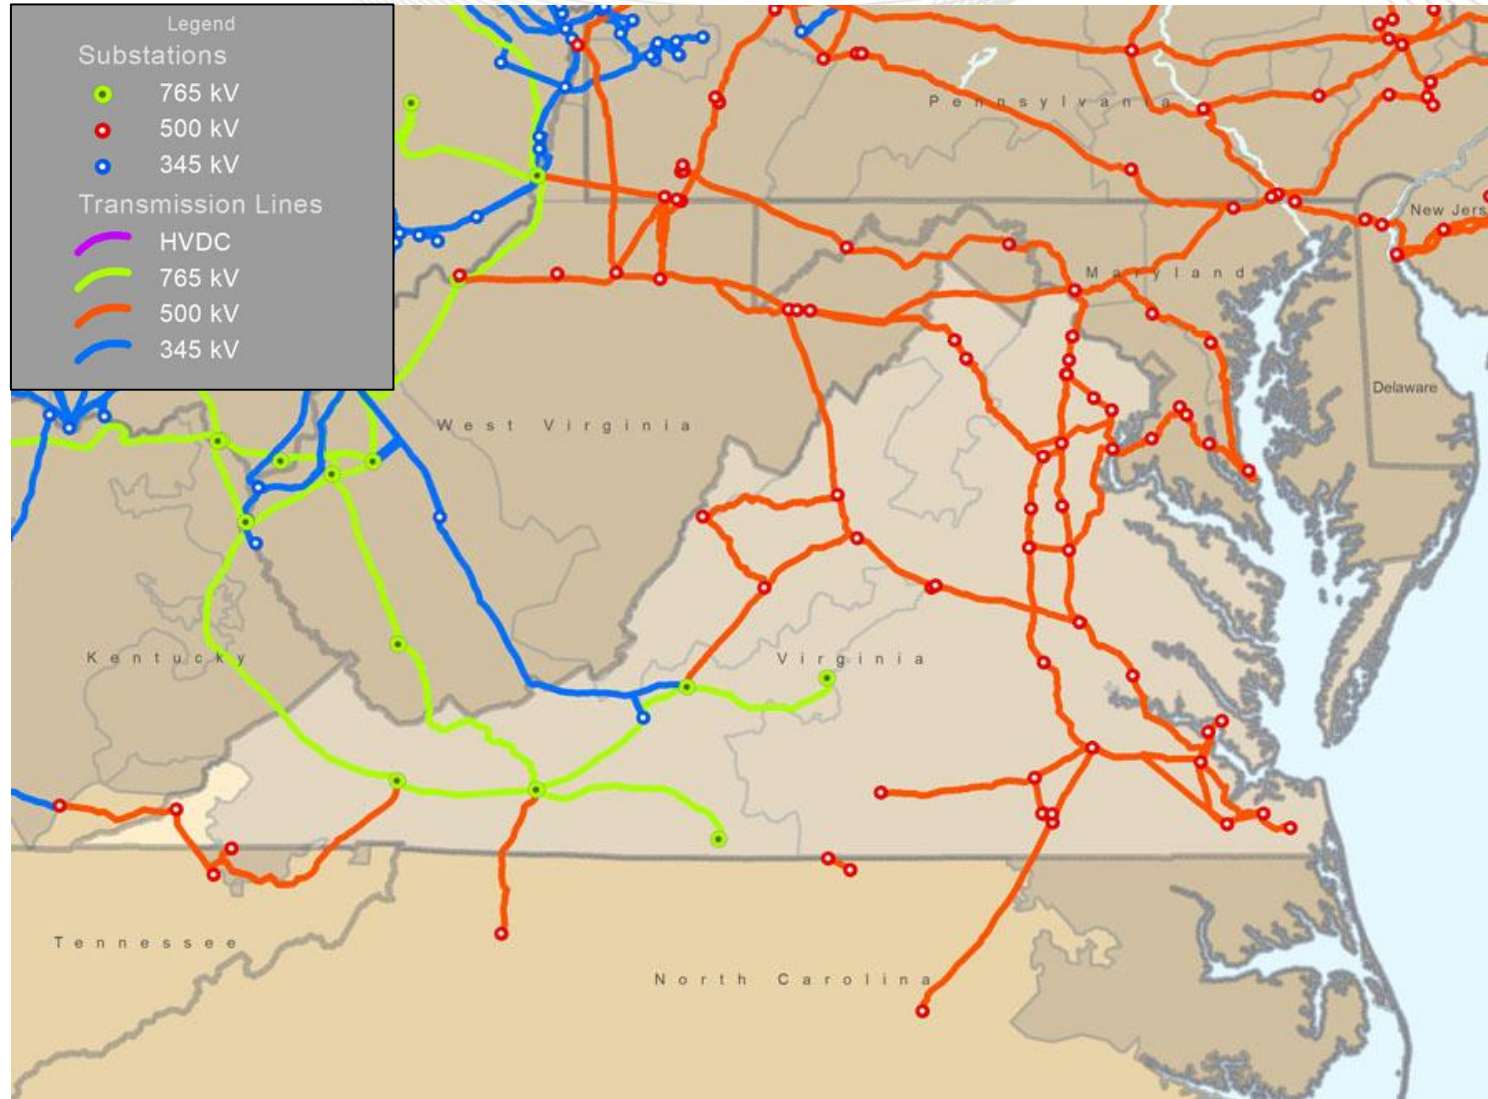 Legend
Substations
765 kV
500 kV
345 kV
Transmission Lines
HVDC
765 kV
500 kV
345 kV
Pennsylvania
New Jers
Maryland
Delaware
West Virginia
Kentucky
Virginia
Tennessee
North Carolina